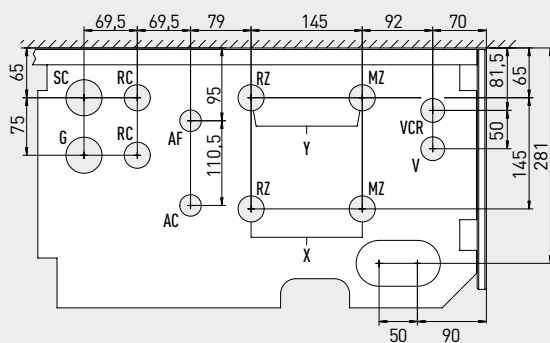 69,5 69,5 79 145 92 70
65 SC RC 95 RZ MZ 81,5 65
75 G RC AF Y VCR 50
V 145 281
110,5 RZ MZ
AC X
50 90